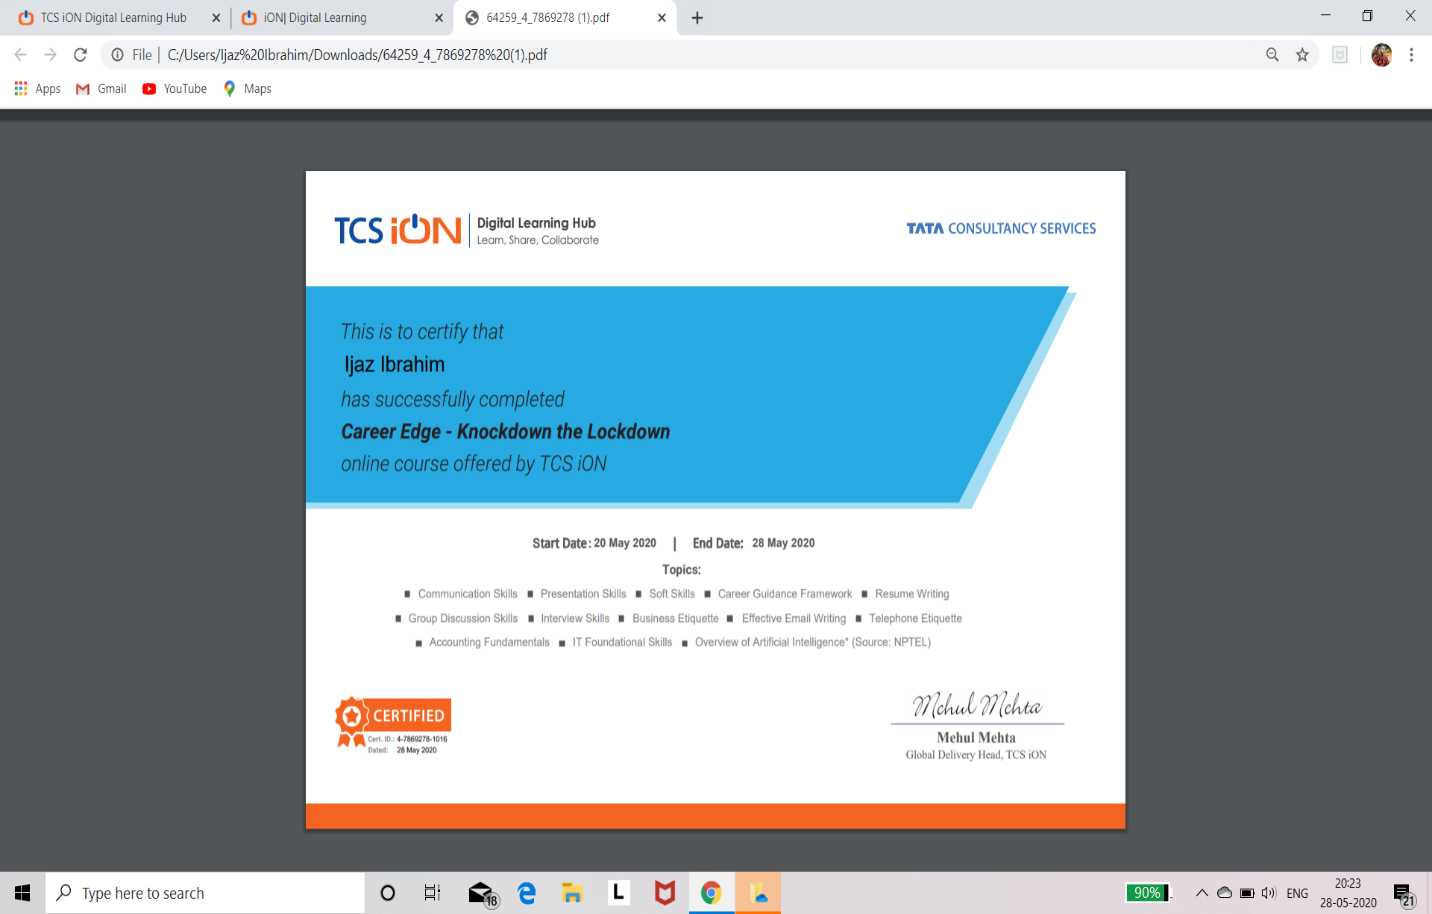 TCS iON Digital Learning Hub
iON| Digital Learning
64259_4_7869278 (1).pdf
File | C:/Users/Ijaz%20Ibrahim/Downloads/64259_4_7869278%20(1).pdf
Apps Gmail YouTube Maps
TCS iON | Digital Learning Hub
Learn, Share, Collaborate
TATA CONSULTANCY SERVICES
This is to certify that
Ijaz Ibrahim
has successfully completed
Career Edge - Knockdown the Lockdown
online course offered by TCS iON
Start Date: 20 May 2020 | End Date: 28 May 2020
Topics:
■ Communication Skills ■ Presentation Skills ■ Soft Skills ■ Career Guidance Framework ■ Resume Writing
■ Group Discussion Skills ■ Interview Skills ■ Business Etiquette ■ Effective Email Writing ■ Telephone Etiquette
■ Accounting Fundamentals ■ IT Foundational Skills ■ Overview of Artificial Intelligence* (Source: NPTEL)
CERTIFIED
Cert. ID.: 4-7869278-1016
Dated: 28 May 2020
Mehul Mehta
Mehul Mehta
Global Delivery Head, TCS iON
Type here to search
18
L
90%
ENG
20:23
28-05-2020
21